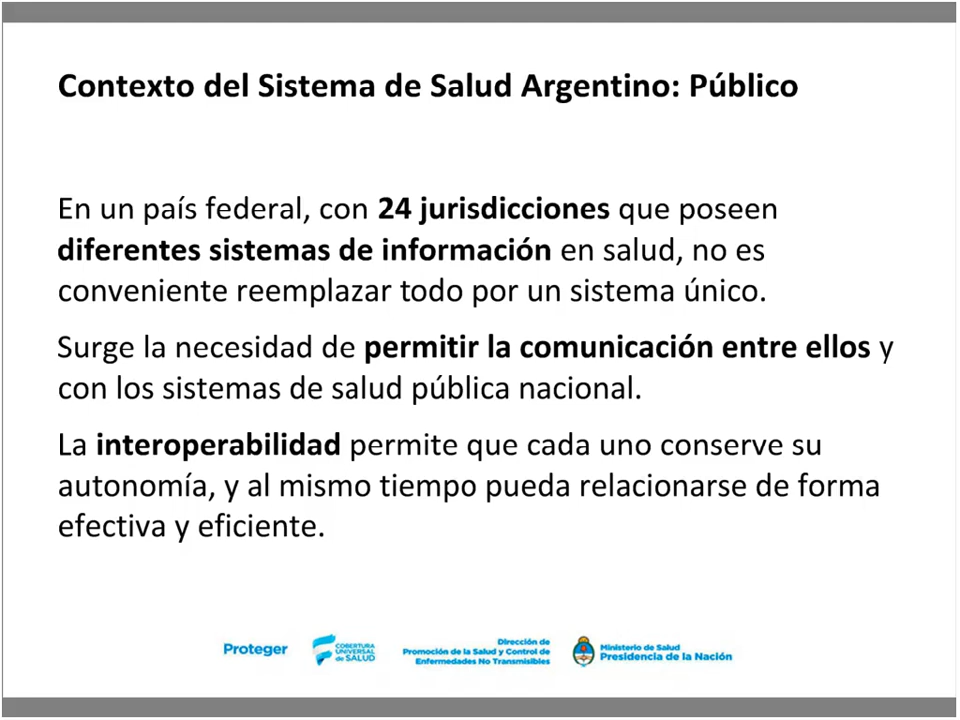 Contexto del Sistema de Salud Argentino: Público
En un país federal, con 24 jurisdicciones que poseen
diferentes sistemas de información en salud, no es
conveniente reemplazar todo por un sistema único.
Surge la necesidad de permitir la comunicación entre ellos y
con los sistemas de salud pública nacional.
La interoperabilidad permite que cada uno conserve su
autonomía, y al mismo tiempo pueda relacionarse de forma
efectiva y eficiente.
Proteger
COBERTURA
UNIVERSAL
de SALUD
Dirección de
Promoción de la Salud y Control de
Enfermedades No Transmisibles
Ministerio de Salud
Presidencia de la Nación